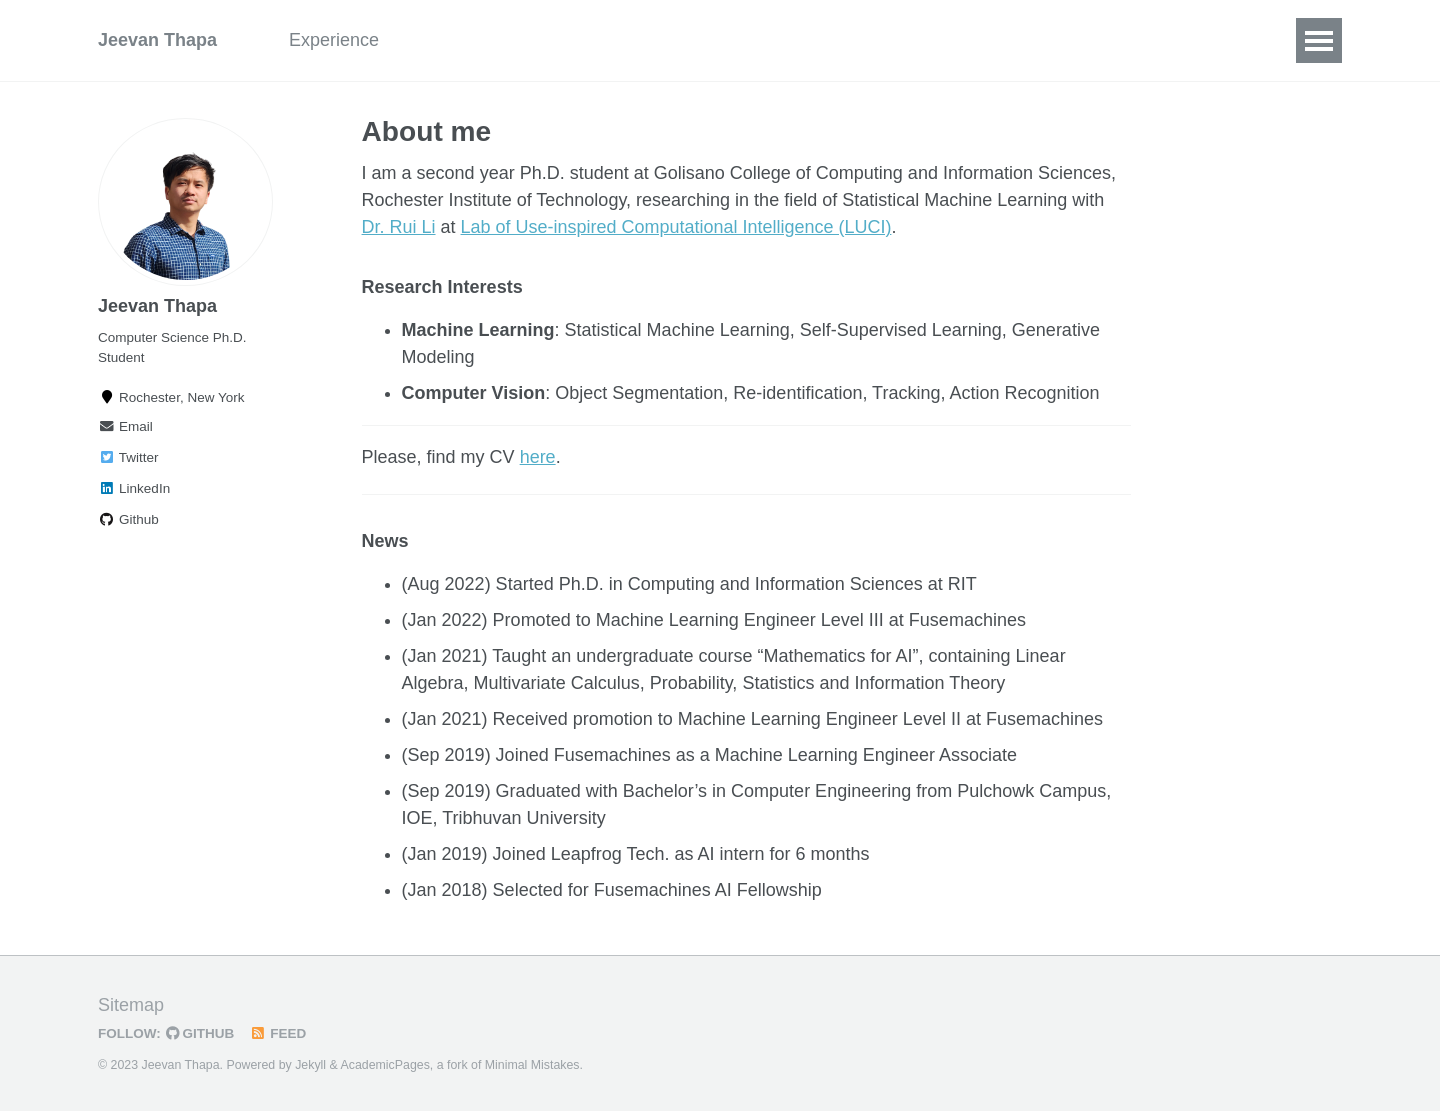 Jeevan Thapa
Experience
Jeevan Thapa
Computer Science Ph.D.
Student
Rochester, New York
Email
Twitter
LinkedIn
Github
About me
I am a second year Ph.D. student at Golisano College of Computing and Information Sciences,
Rochester Institute of Technology, researching in the field of Statistical Machine Learning with
Dr. Rui Li at Lab of Use-inspired Computational Intelligence (LUCI).
Research Interests
• Machine Learning: Statistical Machine Learning, Self-Supervised Learning, Generative
Modeling
• Computer Vision: Object Segmentation, Re-identification, Tracking, Action Recognition
Please, find my CV here.
News
• (Aug 2022) Started Ph.D. in Computing and Information Sciences at RIT
• (Jan 2022) Promoted to Machine Learning Engineer Level III at Fusemachines
• (Jan 2021) Taught an undergraduate course “Mathematics for AI”, containing Linear
Algebra, Multivariate Calculus, Probability, Statistics and Information Theory
• (Jan 2021) Received promotion to Machine Learning Engineer Level II at Fusemachines
• (Sep 2019) Joined Fusemachines as a Machine Learning Engineer Associate
• (Sep 2019) Graduated with Bachelor’s in Computer Engineering from Pulchowk Campus,
IOE, Tribhuvan University
• (Jan 2019) Joined Leapfrog Tech. as AI intern for 6 months
• (Jan 2018) Selected for Fusemachines AI Fellowship
Sitemap
FOLLOW: GITHUB FEED
© 2023 Jeevan Thapa. Powered by Jekyll & AcademicPages, a fork of Minimal Mistakes.